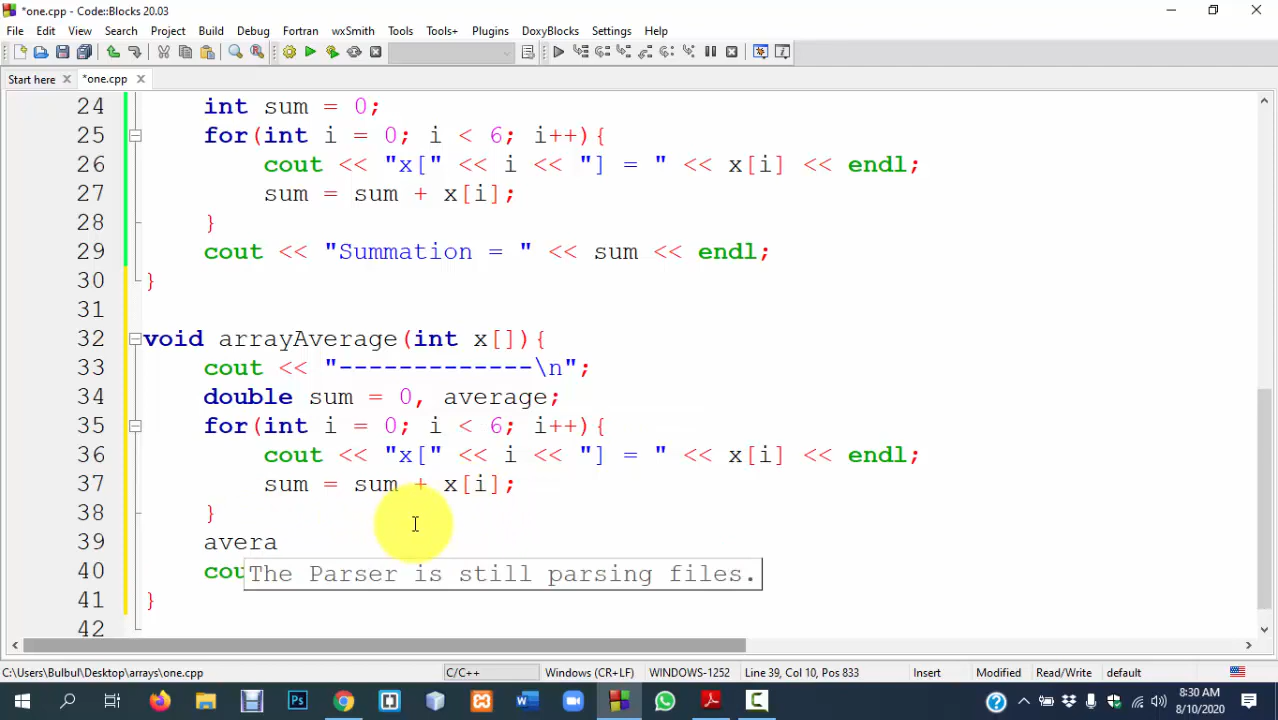 *one.cpp - Code::Blocks 20.03
File Edit View Search Project Build Debug Fortran wxSmith Tools Tools+ Plugins DoxyBlocks Settings Help
Start here *one.cpp
24 int sum = 0;
25 for(int i = 0; i < 6; i++){
26 cout << "x[" << i << "] = " << x[i] << endl;
27 sum = sum + x[i];
28 }
29 cout << "Summation = " << sum << endl;
30 }
31
32 void arrayAverage(int x[]){
33 cout << "-------------\n";
34 double sum = 0, average;
35 for(int i = 0; i < 6; i++){
36 cout << "x[" << i << "] = " << x[i] << endl;
37 sum = sum + x[i];
38 }
39 avera
40 cou The Parser is still parsing files.
41 }
42
C:\Users\Bulbul\Desktop\arrays\one.cpp C/C++ Windows (CR+LF) WINDOWS-1252 Line 39, Col 10, Pos 833 Insert Modified Read/Write default
8:30 AM
8/10/2020